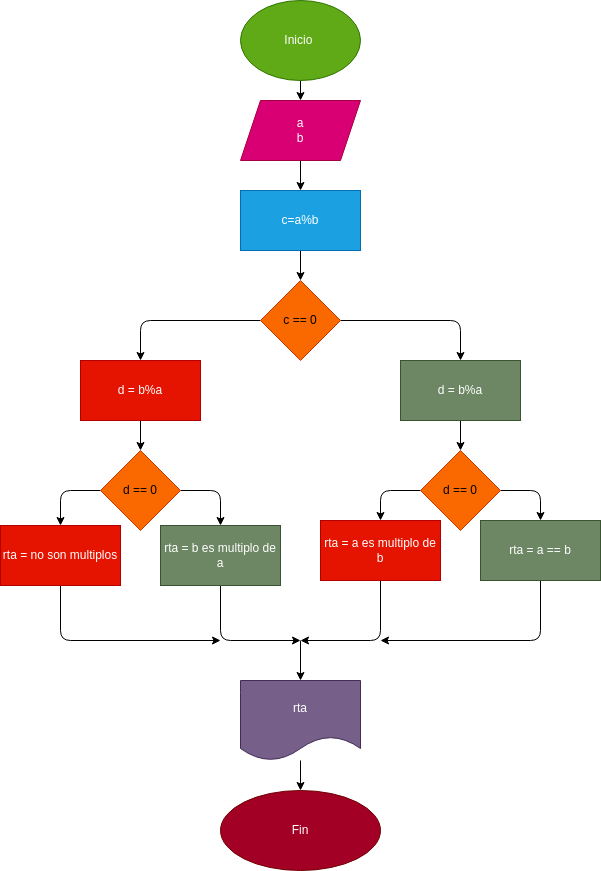 Inicio
a
b
c=a%b
c == 0
d = b%a
d = b%a
d == 0
d == 0
rta = no son multiplos
rta = b es multiplo de
a
rta = a es multiplo de
b
rta = a == b
rta
Fin